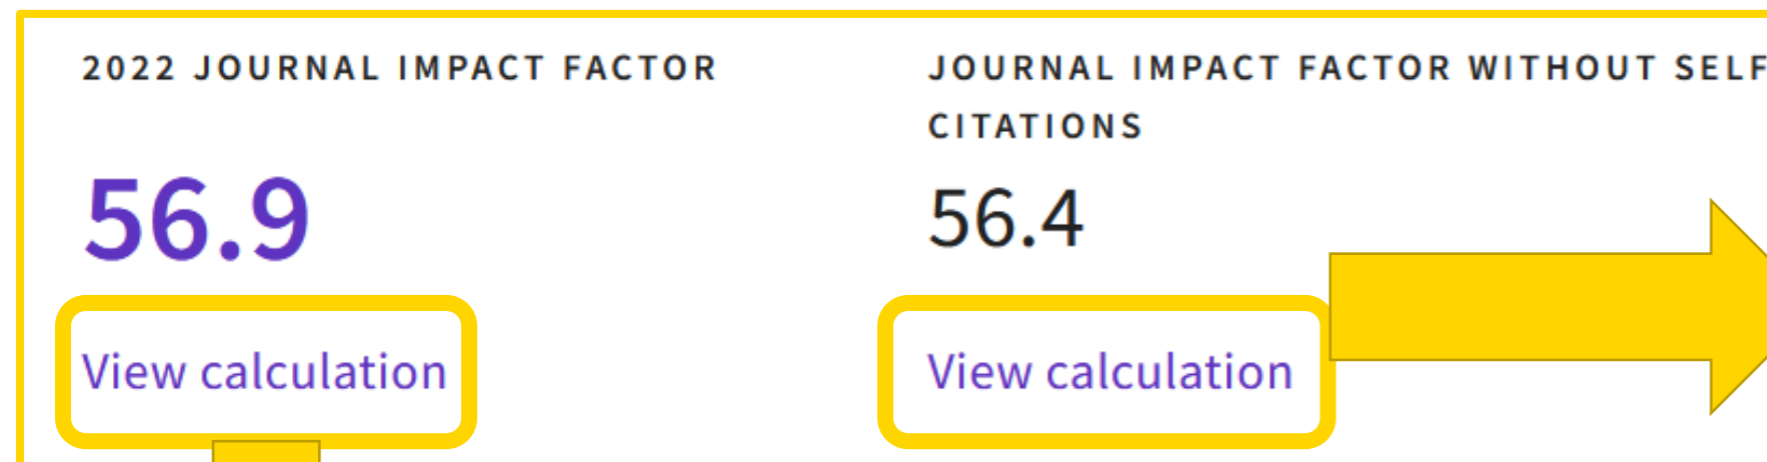 2022 JOURNAL IMPACT FACTOR
56.9
View calculation
JOURNAL IMPACT FACTOR WITHOUT SELF
CITATIONS
56.4
View calculation